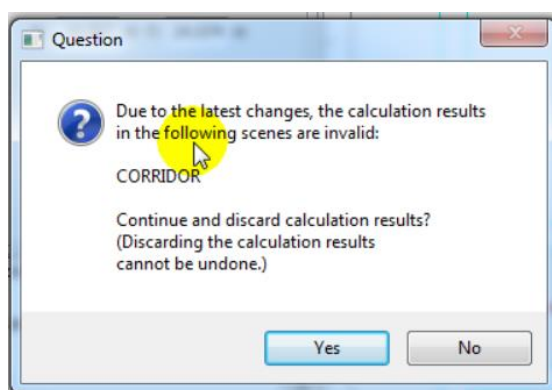 Question
Due to the latest changes, the calculation results
in the following scenes are invalid:
CORRIDOR
Continue and discard calculation results?
(Discarding the calculation results
cannot be undone.)
Yes
No